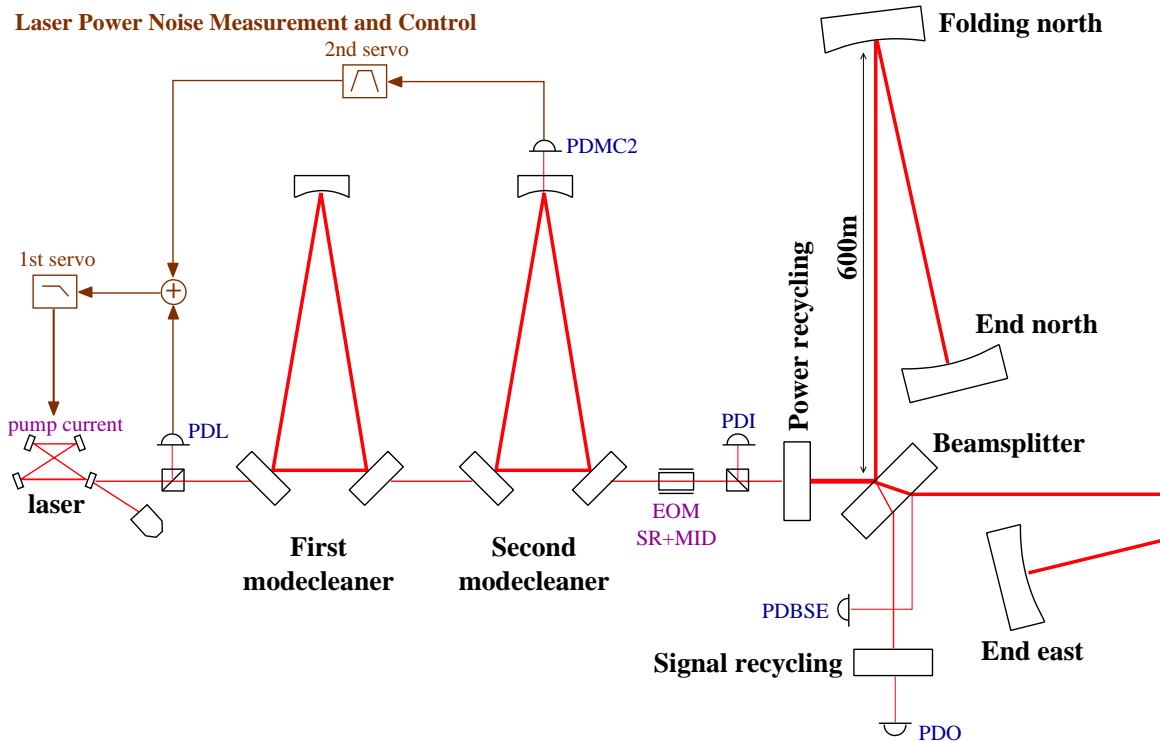 Laser Power Noise Measurement and Control
2nd servo
Folding north
PDMC2
600m
1st servo
End north
Power recycling
pump current
PDL
PDI
Beamsplitter
laser
EOM
SR+MID
First
modecleaner
Second
modecleaner
PDBSE
End east
Signal recycling
PDO